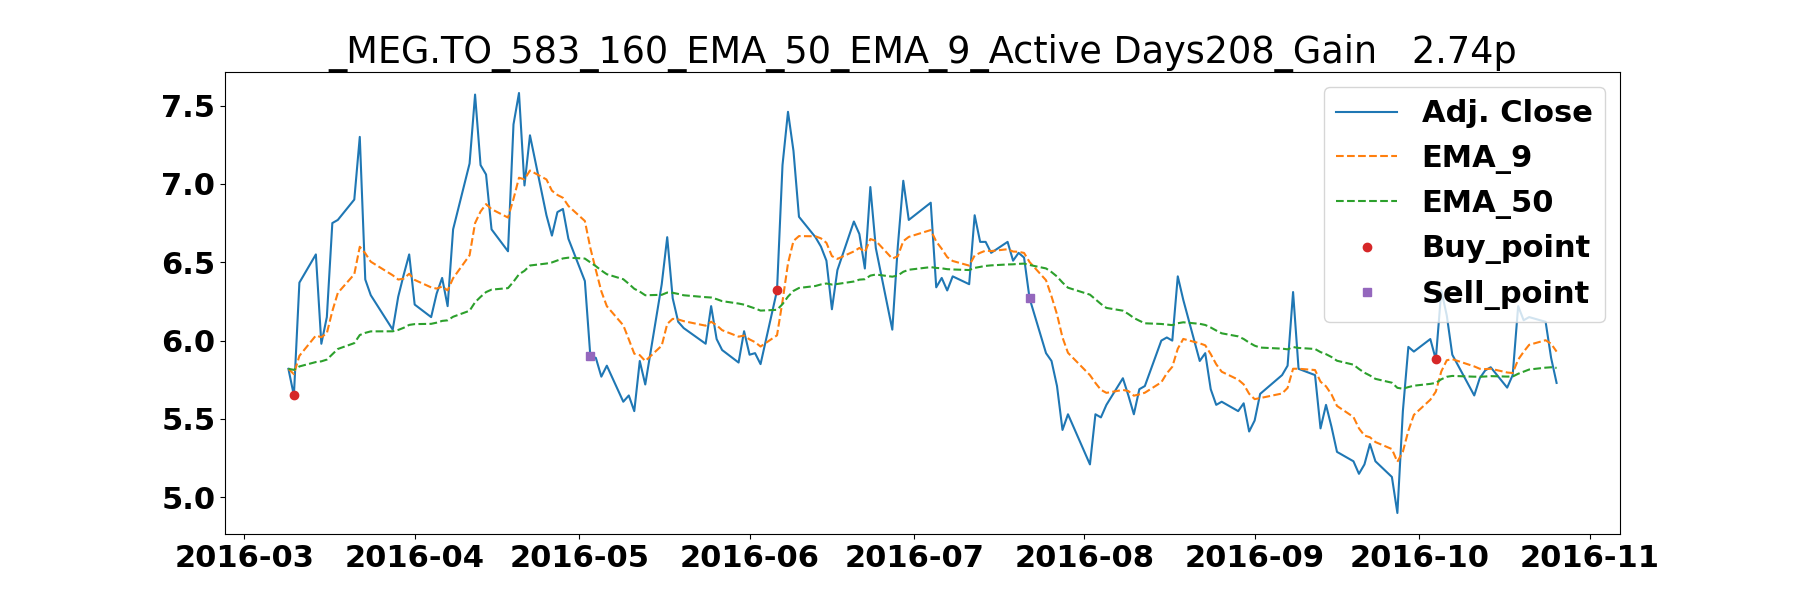 _MEG.TO_583_160_EMA_50_EMA_9_Active Days208_Gain   2.74p
7.5
7.0
6.5
6.0
5.5
5.0
Adj. Close
EMA_9
EMA_50
Buy_point
Sell_point
2016-03 2016-04 2016-05 2016-06 2016-07 2016-08 2016-09 2016-10 2016-11